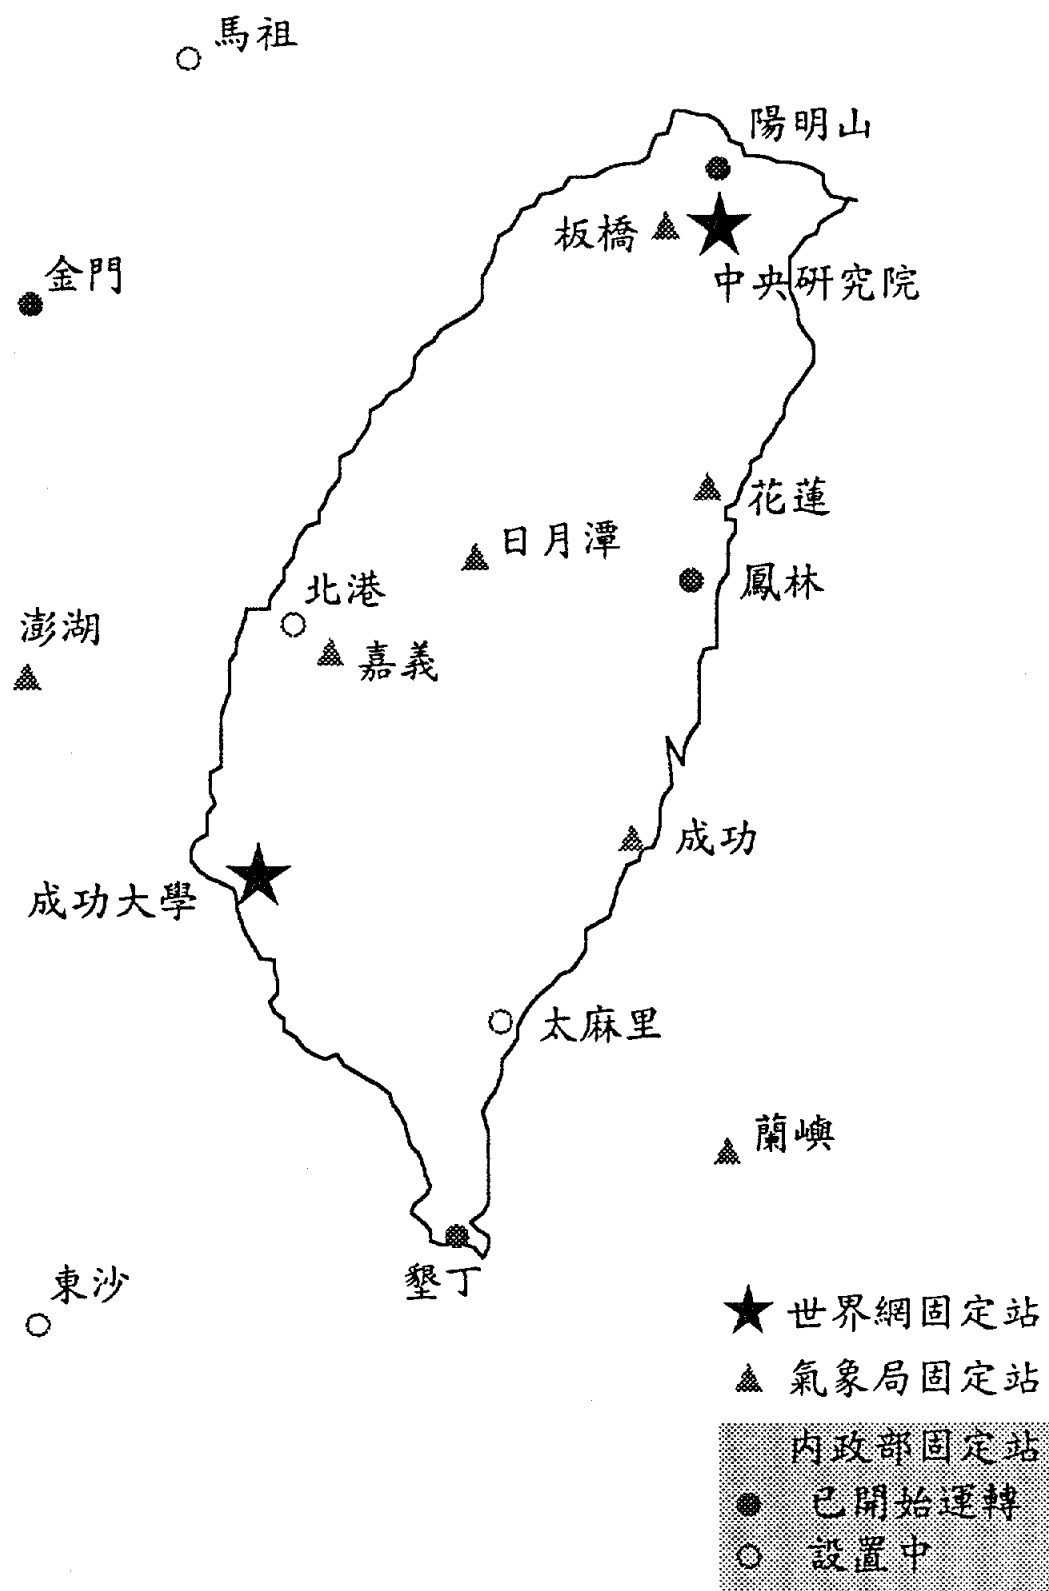 馬祖
陽明山
板橋
中央研究院
金門
花蓮
日月潭
鳳林
北港
澎湖
嘉義
成功
成功大學
太麻里
蘭嶼
東沙
墾丁
世界網固定站
氣象局固定站
內政部固定站
已開始運轉
設置中